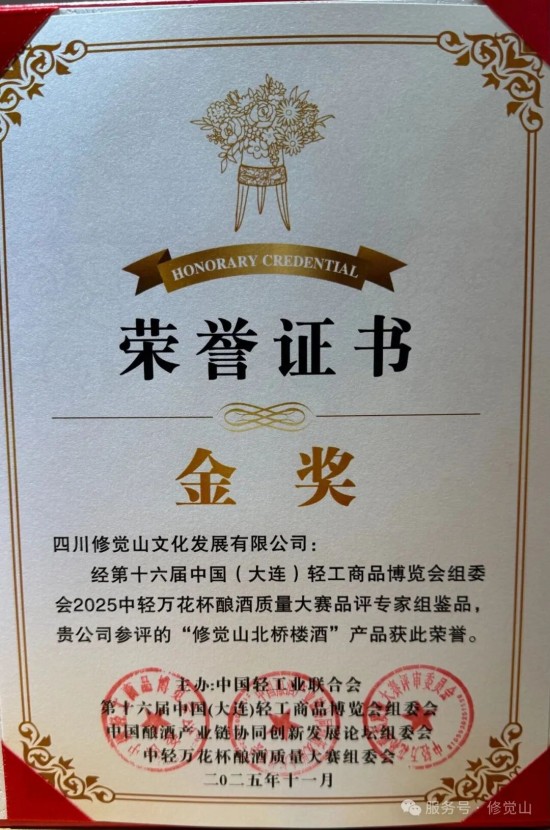 HONORARY CREDENTIAL
荣誉证书
金奖
四川修觉山文化发展有限公司：
经第十六届中国（大连）轻工商品博览会组委
会2025中轻万花杯酿酒质量大赛品评专家组鉴品，
贵公司参评的“修觉山北桥楼酒”产品获此荣誉。
主办:中国轻工业联合会
第十六届中国(大连)轻工商品博览会组委会
中国酿酒产业链协同创新发展论坛组委会
中轻万花杯酿酒质量大赛组委会
二〇二五年十一月
服务号·修觉山